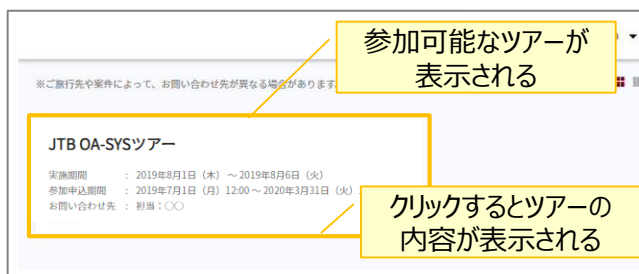 参加可能なツアーが
表示される
※ご旅行先や案件によって、お問い合わせ先が異なる場合があります
JTB OA-SYSツアー
実施期間 : 2019年8月1日（木）～2019年8月6日（火）
参加申込期間 : 2019年7月1日（月）12:00～2020年3月31日（火）
お問い合わせ先 : 担当：○○
クリックするとツアーの
内容が表示される